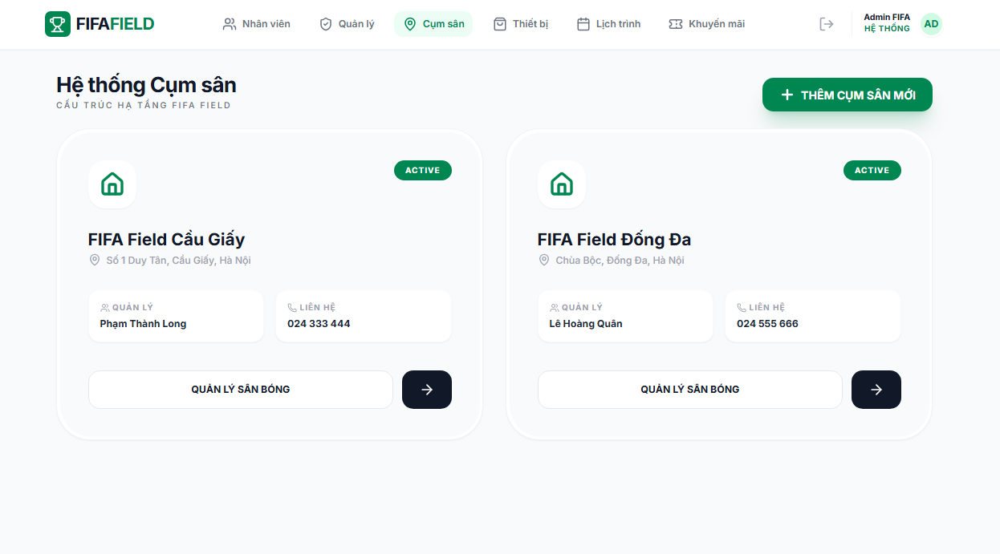 FIFAFIELD
Nhân viên
Quản lý
Cụm sân
Thiết bị
Lịch trình
Khuyến mãi
Admin FIFA
HỆ THỐNG
AD
Hệ thống Cụm sân
CẤU TRÚC HẠ TẦNG FIFA FIELD
THÊM CỤM SÂN MỚI
ACTIVE
FIFA Field Cầu Giấy
Số 1 Duy Tân, Cầu Giấy, Hà Nội
QUẢN LÝ
Phạm Thành Long
LIÊN HỆ
024 333 444
QUẢN LÝ SÂN BÓNG
ACTIVE
FIFA Field Đống Đa
Chùa Bộc, Đống Đa, Hà Nội
QUẢN LÝ
Lê Hoàng Quân
LIÊN HỆ
024 555 666
QUẢN LÝ SÂN BÓNG